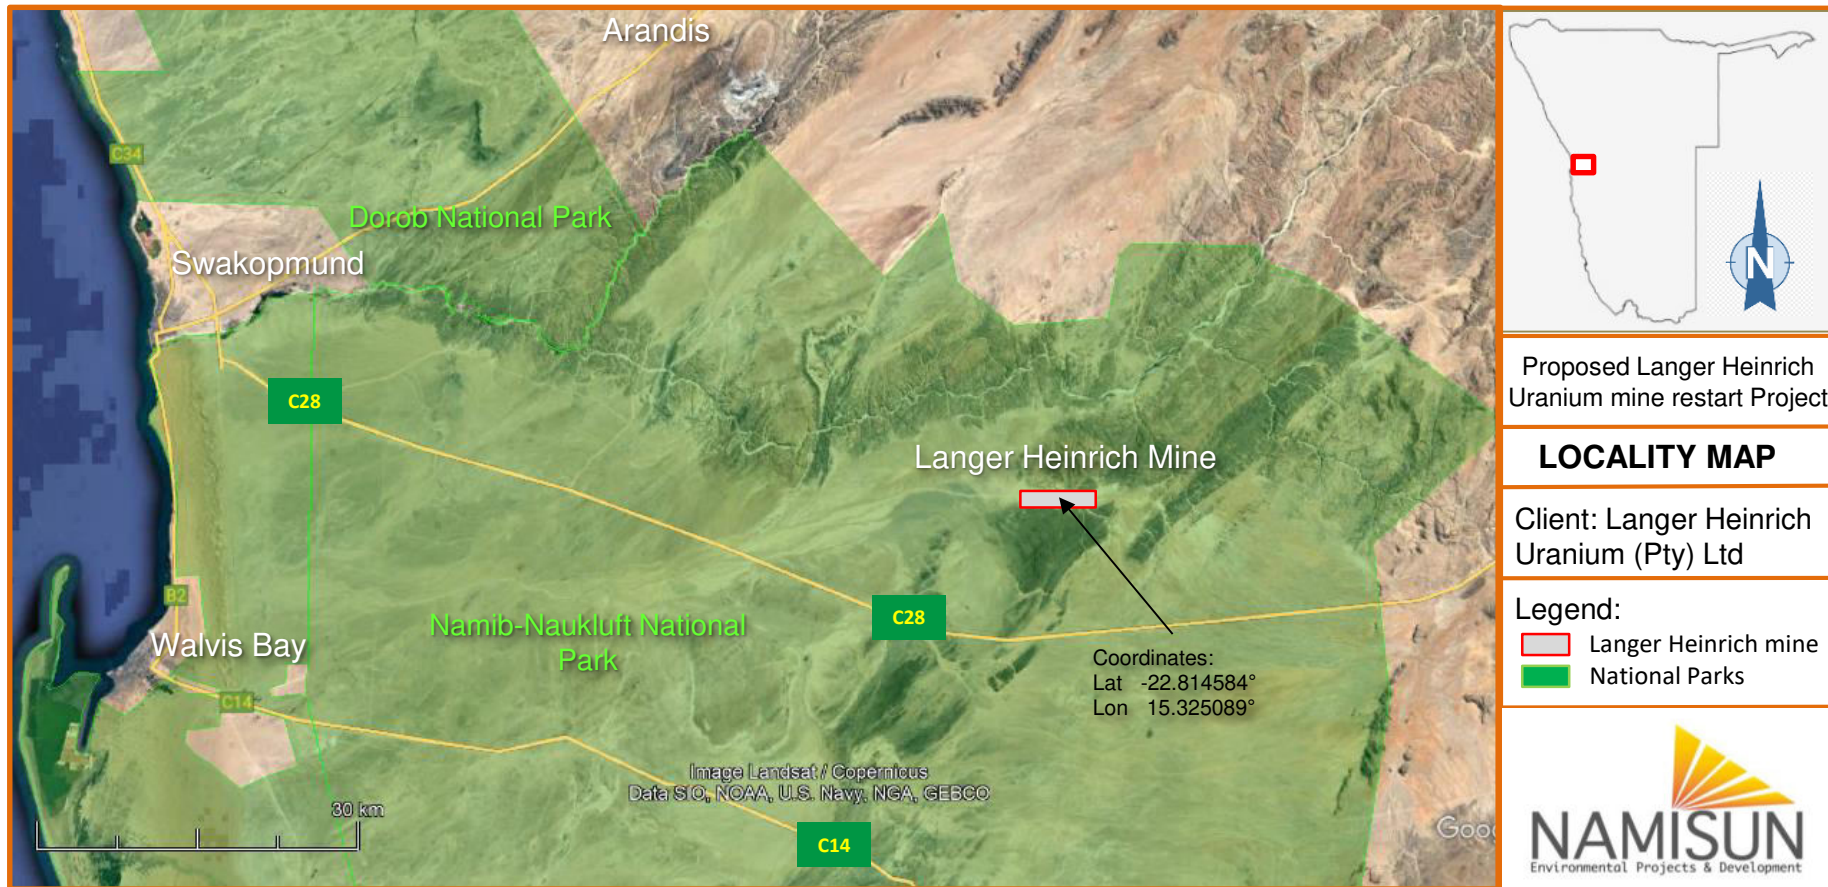 Arandis
C34
Dorob National Park
Swakopmund
C28
Langer Heinrich Mine
B2
Walvis Bay
Namib-Naukluft National
Park
C28
C14
Coordinates:
Lat -22.814584°
Lon 15.325089°
Image Landsat / Copernicus
Data SIO, NOAA, U.S. Navy, NGA, GEBCO
30 km
C14
Goo
N
Proposed Langer Heinrich
Uranium mine restart Project
LOCALITY MAP
Client: Langer Heinrich
Uranium (Pty) Ltd
Legend:
Langer Heinrich mine
National Parks
NAMISUN
Environmental Projects & Development